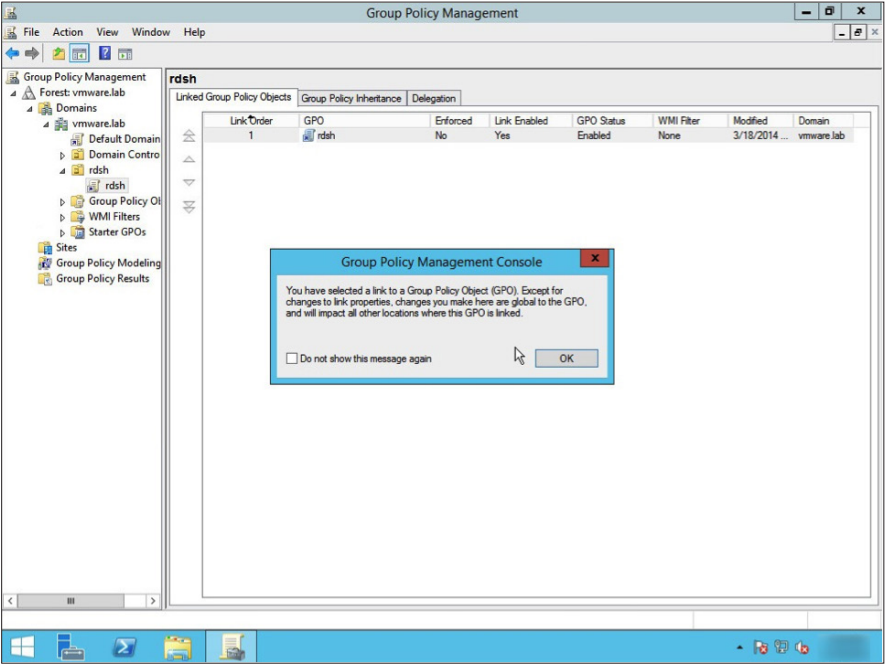 Group Policy Management
File Action View Window Help
Group Policy Management
Forest: vmware.lab
Domains
vmware.lab
Default Domain
Domain Contro
rdsh
rdsh
Group Policy Ob
WMI Filters
Starter GPOs
Sites
Group Policy Modeling
Group Policy Results
rdsh
Linked Group Policy Objects Group Policy Inheritance Delegation
Link Order GPO Enforced Link Enabled GPO Status WMI Filter Modified Domain
1 rdsh No Yes Enabled None 3/18/2014 ... vmware.lab
Group Policy Management Console
You have selected a link to a Group Policy Object (GPO). Except for
changes to link properties, changes you make here are global to the GPO,
and will impact all other locations where this GPO is linked.
Do not show this message again
OK